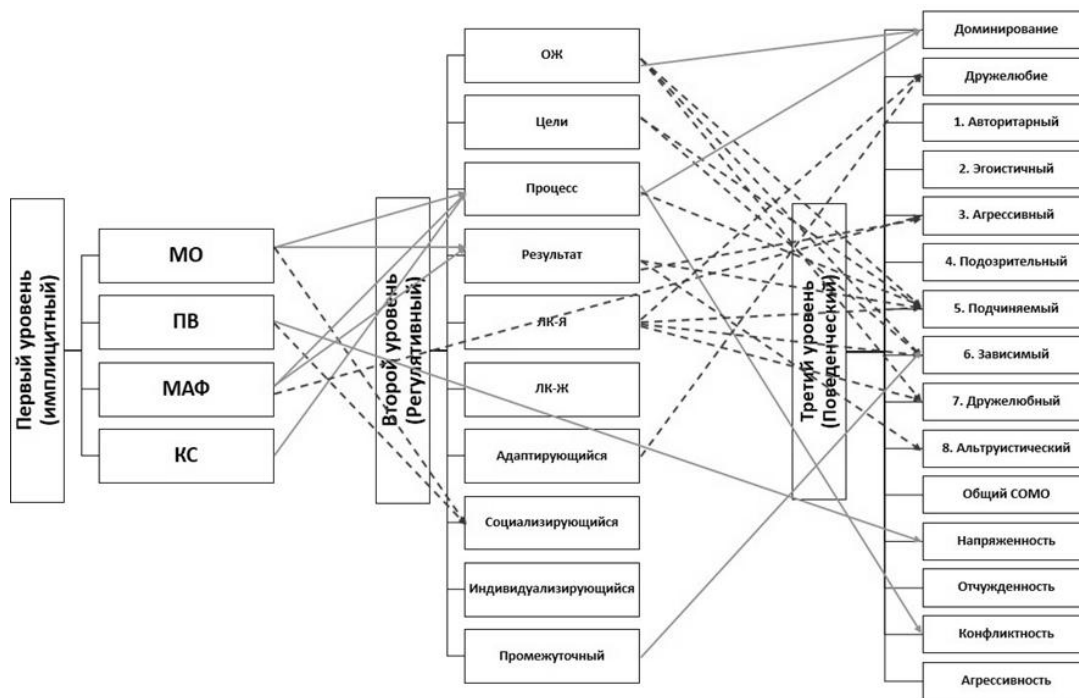 Первый уровень
(имплицитный)
МО
ПВ
МАФ
КС
Второй уровень
(Регулятивный)
ОЖ
Цели
Процесс
Результат
ЛК-Я
ЛК-Ж
Адаптирующийся
Социализирующийся
Индивидуализирующийся
Промежуточный
Третий уровень
(Поведенческий)
Доминирование
Дружелюбие
1. Авторитарный
2. Эгоистичный
3. Агрессивный
4. Подозрительный
5. Подчиняемый
6. Зависимый
7. Дружелюбный
8. Альтруистический
Общий СОМО
Напряженность
Отчужденность
Конфликтность
Агрессивность